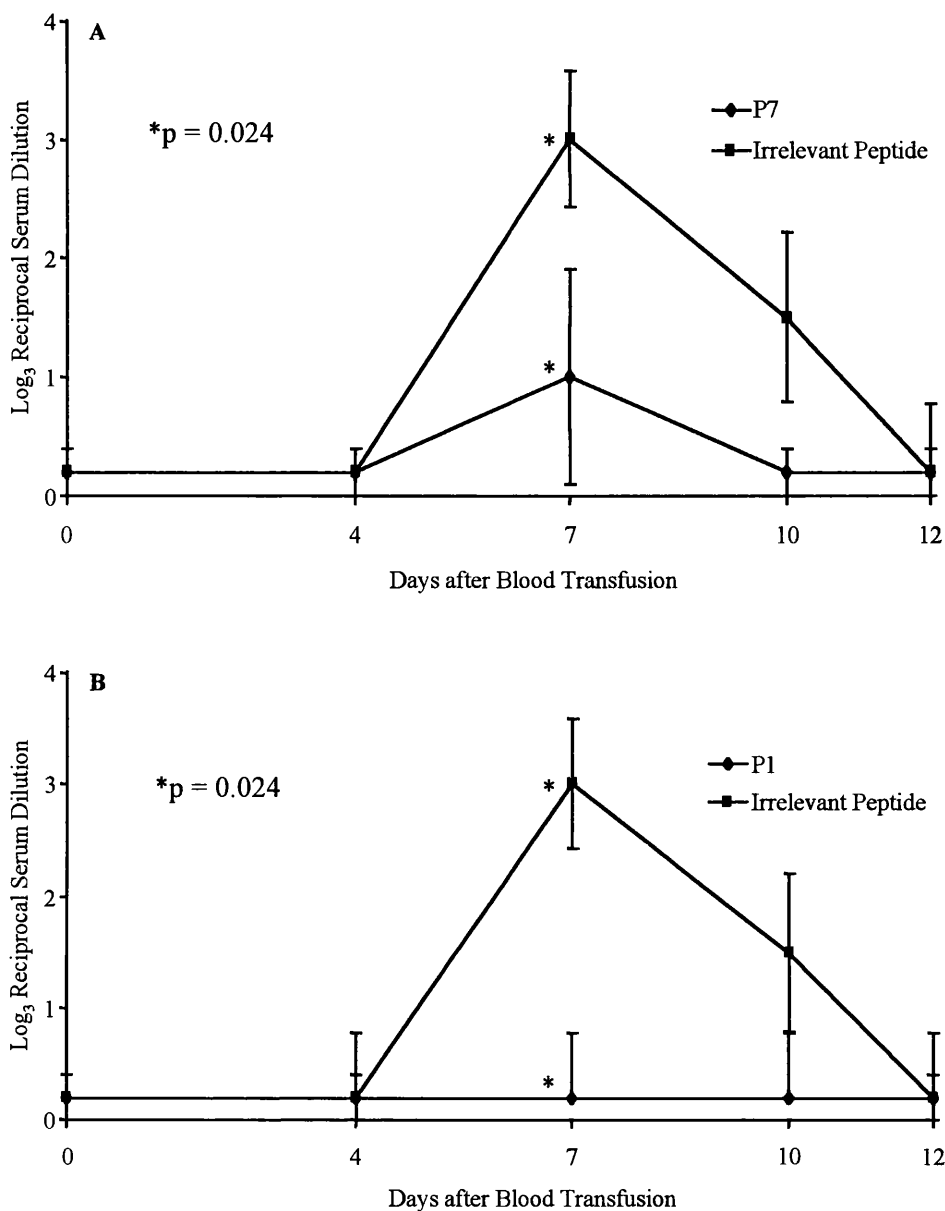 A
4
3
2
1
0
Log₃ Reciprocal Serum Dilution
*p = 0.024
P7
Irrelevant Peptide
*
*
0 4 7 10 12
Days after Blood Transfusion
B
4
3
2
1
0
Log₃ Reciprocal Serum Dilution
*p = 0.024
P1
Irrelevant Peptide
*
*
0 4 7 10 12
Days after Blood Transfusion